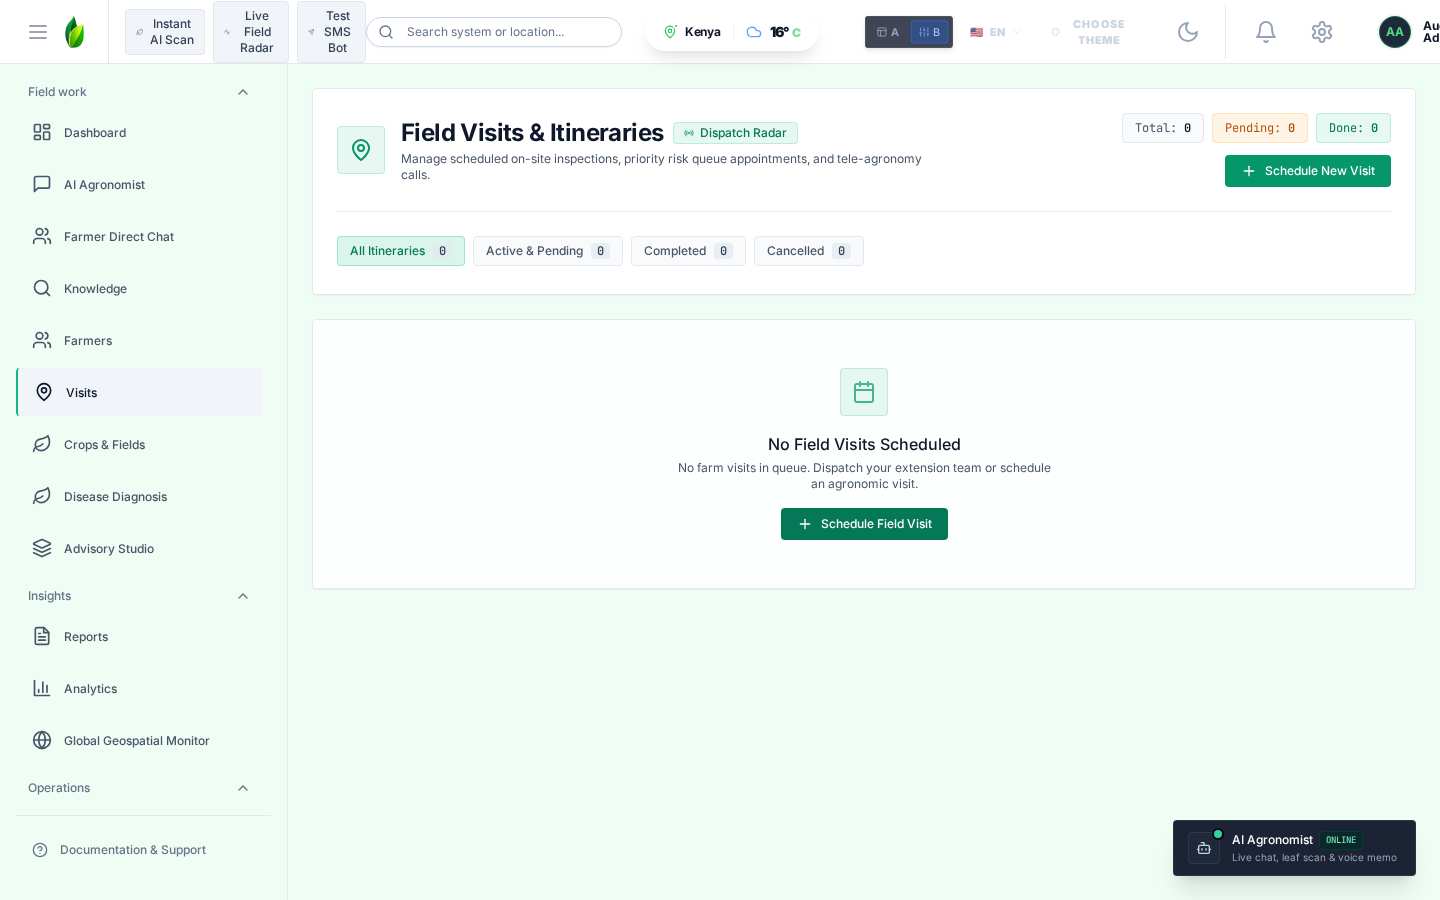 Instant
AI Scan
Live
Field
Radar
Test
SMS
Bot
Search system or location...
Kenya
16° C
A
B
EN
CHOOSE
THEME
AA
Au
Ad
Field work
Dashboard
AI Agronomist
Farmer Direct Chat
Knowledge
Farmers
Visits
Crops & Fields
Disease Diagnosis
Advisory Studio
Insights
Reports
Analytics
Global Geospatial Monitor
Operations
Documentation & Support
Field Visits & Itineraries
Dispatch Radar
Manage scheduled on-site inspections, priority risk queue appointments, and tele-agronomy
calls.
Total: 0
Pending: 0
Done: 0
Schedule New Visit
All Itineraries 0
Active & Pending 0
Completed 0
Cancelled 0
No Field Visits Scheduled
No farm visits in queue. Dispatch your extension team or schedule
an agronomic visit.
Schedule Field Visit
AI Agronomist ONLINE
Live chat, leaf scan & voice memo